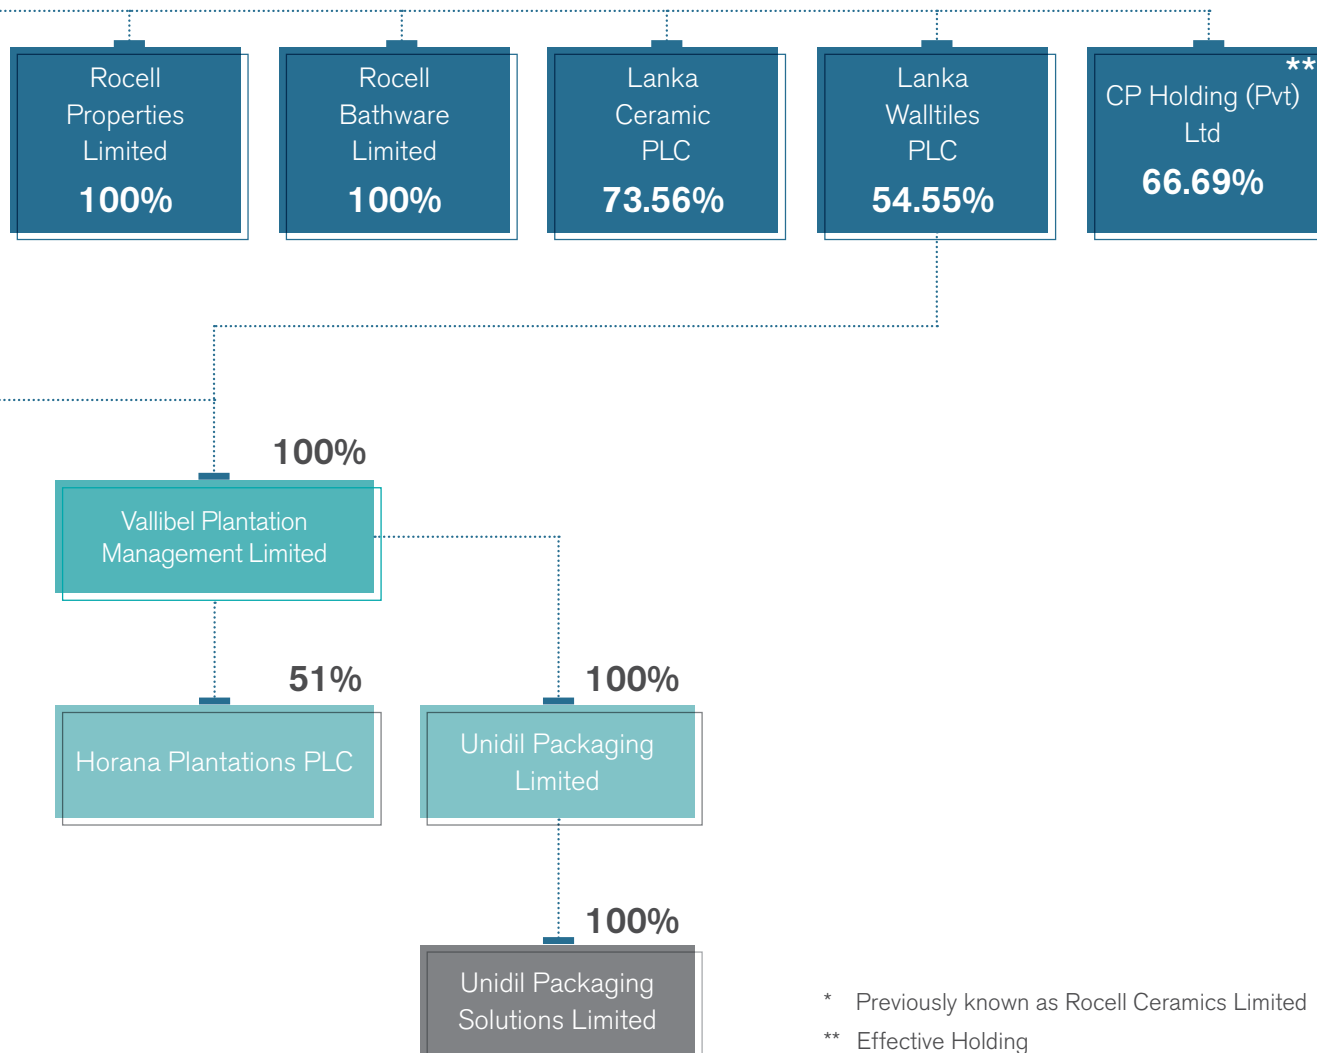 Rocell
Properties
Limited
100%
Rocell
Bathware
Limited
100%
Lanka
Ceramic
PLC
73.56%
Lanka
Walltiles
PLC
54.55%
**
CP Holding (Pvt)
Ltd
66.69%
100%
Vallibel Plantation
Management Limited
51%
Horana Plantations PLC
100%
Unidil Packaging
Limited
100%
Unidil Packaging
Solutions Limited
* Previously known as Rocell Ceramics Limited
** Effective Holding